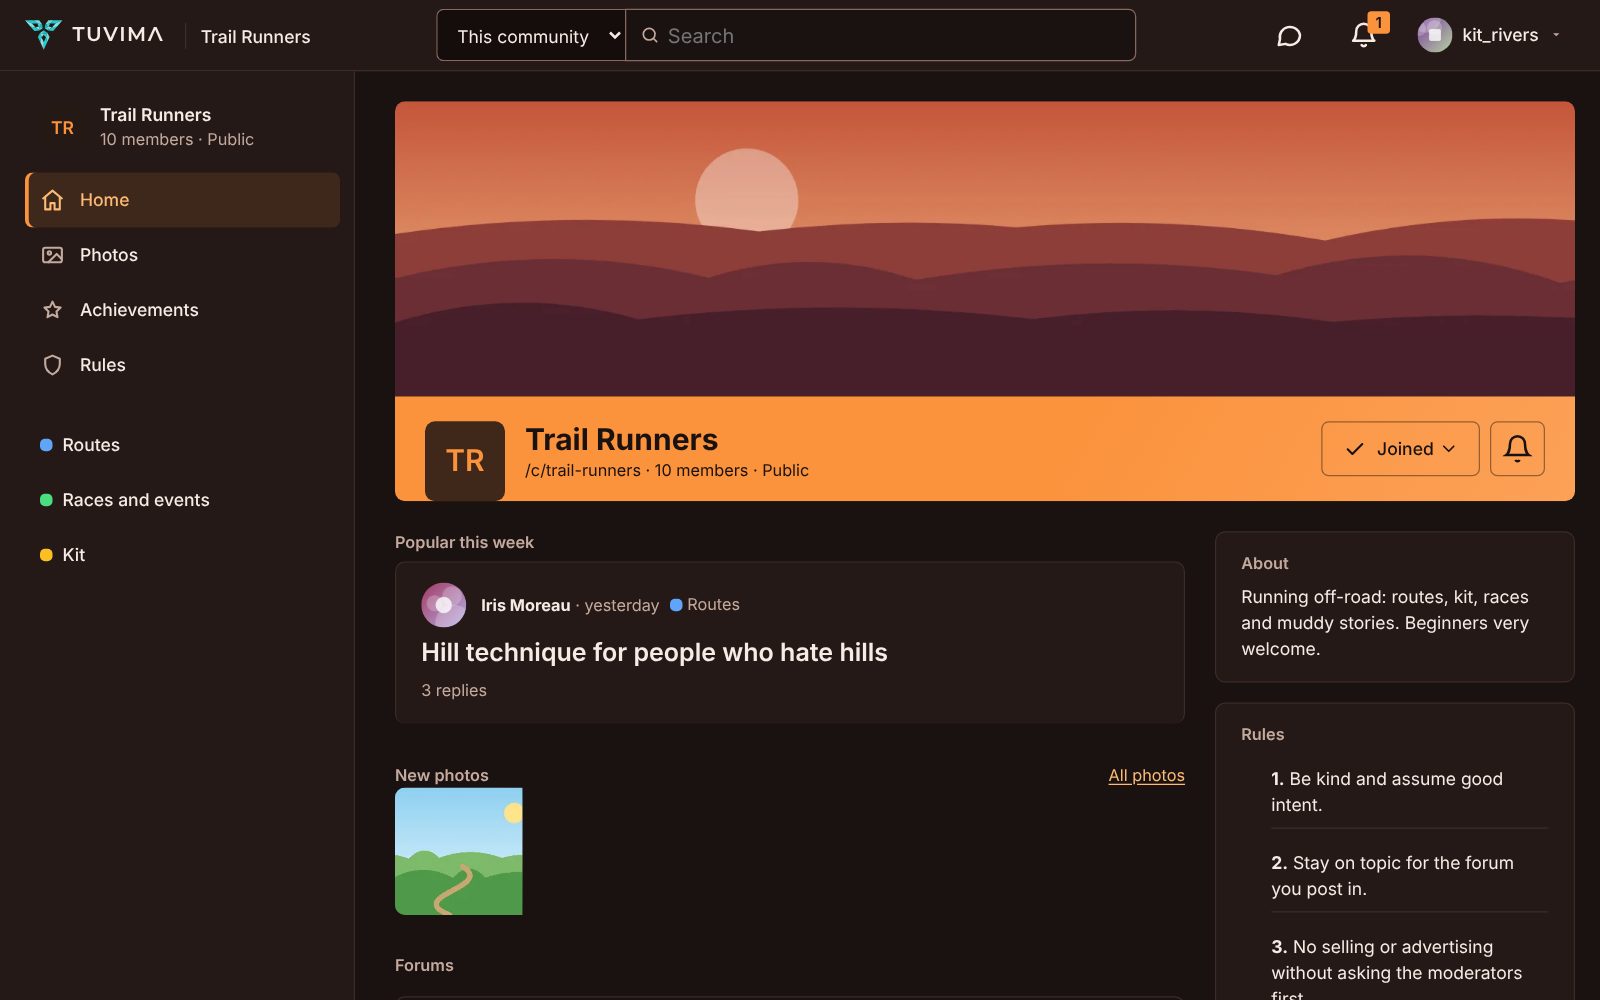 TUVIMA
Trail Runners
This community
Search
1
kit_rivers
TR
Trail Runners
10 members · Public
Home
Photos
Achievements
Rules
Routes
Races and events
Kit
TR
Trail Runners
/c/trail-runners · 10 members · Public
Joined
Popular this week
Iris Moreau · yesterday Routes
Hill technique for people who hate hills
3 replies
New photos
All photos
Forums
About
Running off-road: routes, kit, races
and muddy stories. Beginners very
welcome.
Rules
1. Be kind and assume good
intent.
2. Stay on topic for the forum
you post in.
3. No selling or advertising
without asking the moderators
first.